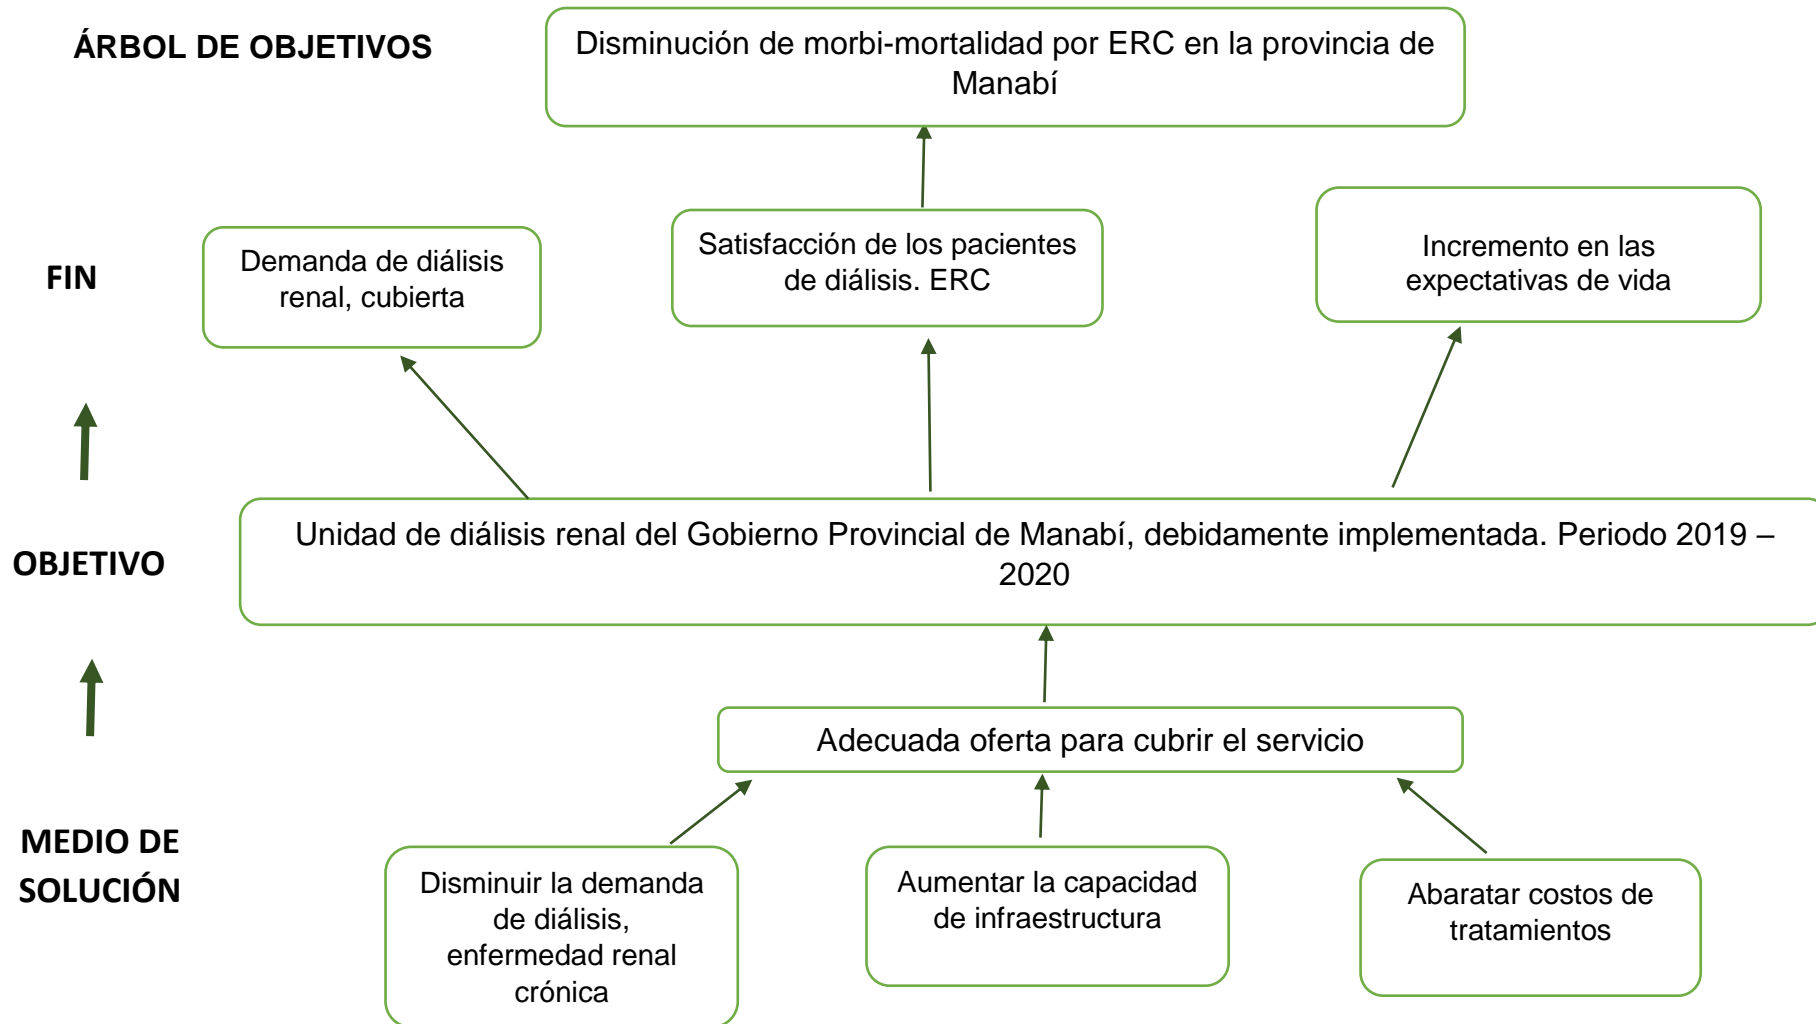 ÁRBOL DE OBJETIVOS
Disminución de morbi-mortalidad por ERC en la provincia de
Manabí
FIN
Demanda de diálisis
renal, cubierta
Satisfacción de los pacientes
de diálisis. ERC
Incremento en las
expectativas de vida
OBJETIVO
Unidad de diálisis renal del Gobierno Provincial de Manabí, debidamente implementada. Periodo 2019 –
2020
Adecuada oferta para cubrir el servicio
MEDIO DE
SOLUCIÓN
Disminuir la demanda
de diálisis,
enfermedad renal
crónica
Aumentar la capacidad
de infraestructura
Abaratar costos de
tratamientos